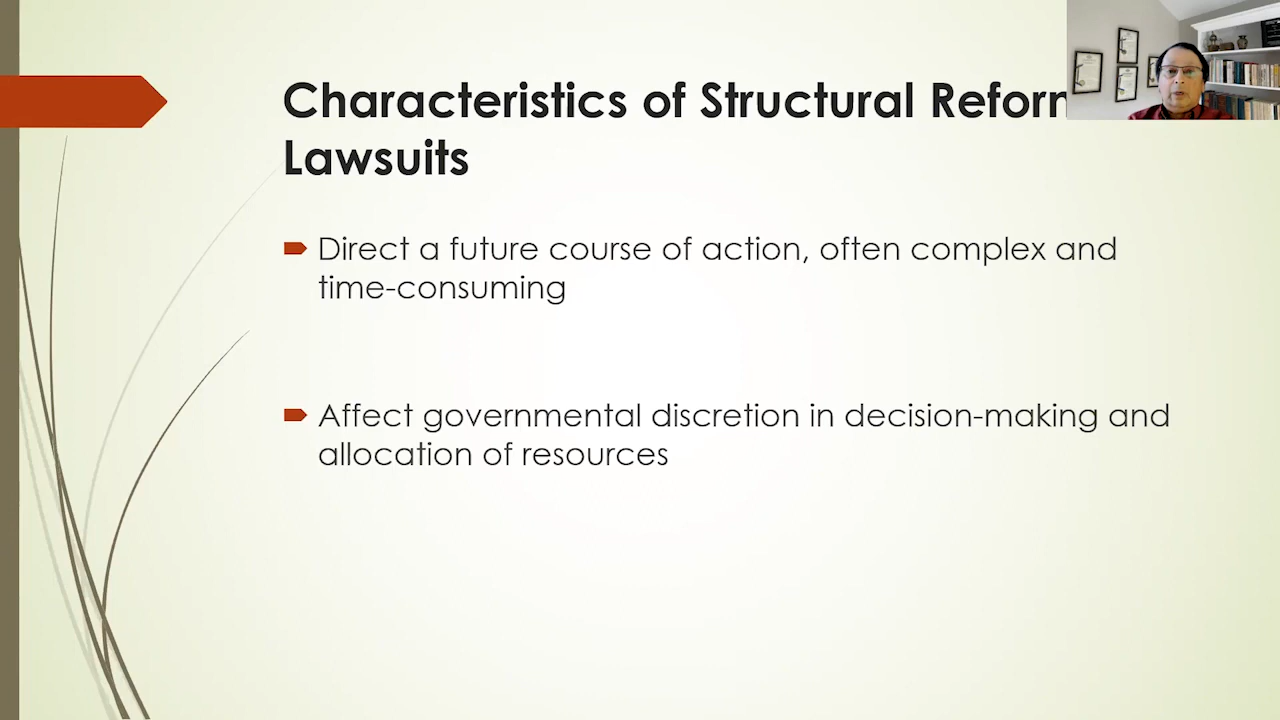 Characteristics of Structural Reform
Lawsuits
Direct a future course of action, often complex and
time-consuming
Affect governmental discretion in decision-making and
allocation of resources